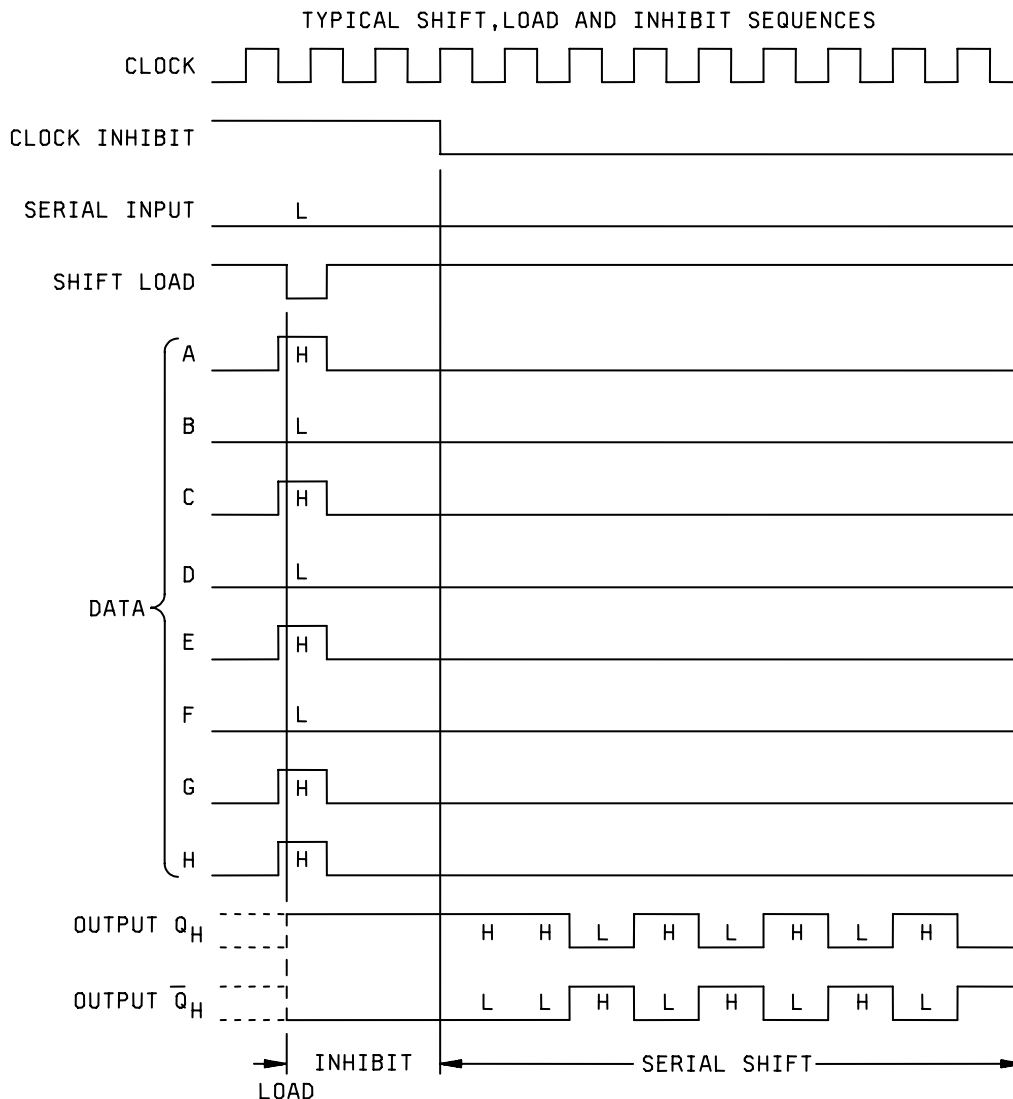 TYPICAL SHIFT,LOAD AND INHIBIT SEQUENCES
CLOCK
CLOCK INHIBIT
SERIAL INPUT L
SHIFT LOAD
A H
B L
C H
D L
DATA
E H
F L
G H
H H
OUTPUT QH H H L H L H L H
OUTPUT Q̅H L L H L H L H L
INHIBIT SERIAL SHIFT
LOAD